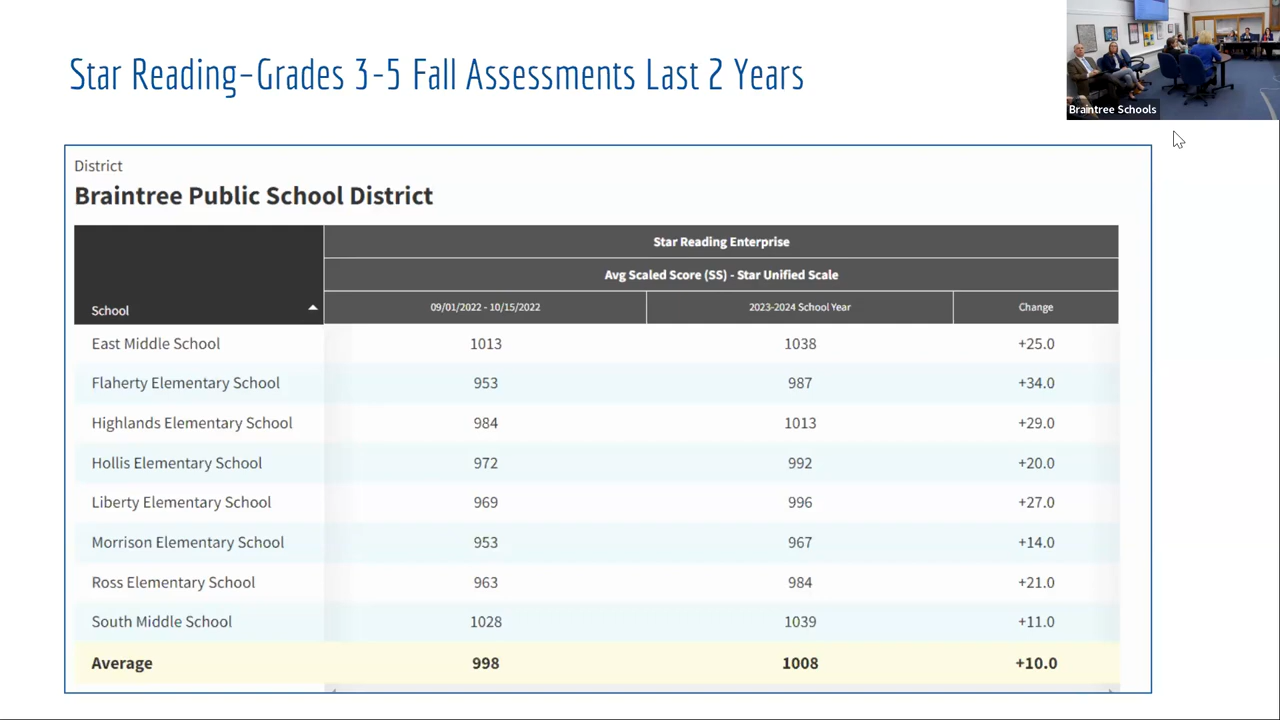 Star Reading-Grades 3-5 Fall Assessments Last 2 Years
Braintree Schools
District
Braintree Public School District
Star Reading Enterprise
Avg Scaled Score (SS) - Star Unified Scale
School 09/01/2022 - 10/15/2022 2023-2024 School Year Change
East Middle School 1013 1038 +25.0
Flaherty Elementary School 953 987 +34.0
Highlands Elementary School 984 1013 +29.0
Hollis Elementary School 972 992 +20.0
Liberty Elementary School 969 996 +27.0
Morrison Elementary School 953 967 +14.0
Ross Elementary School 963 984 +21.0
South Middle School 1028 1039 +11.0
Average 998 1008 +10.0